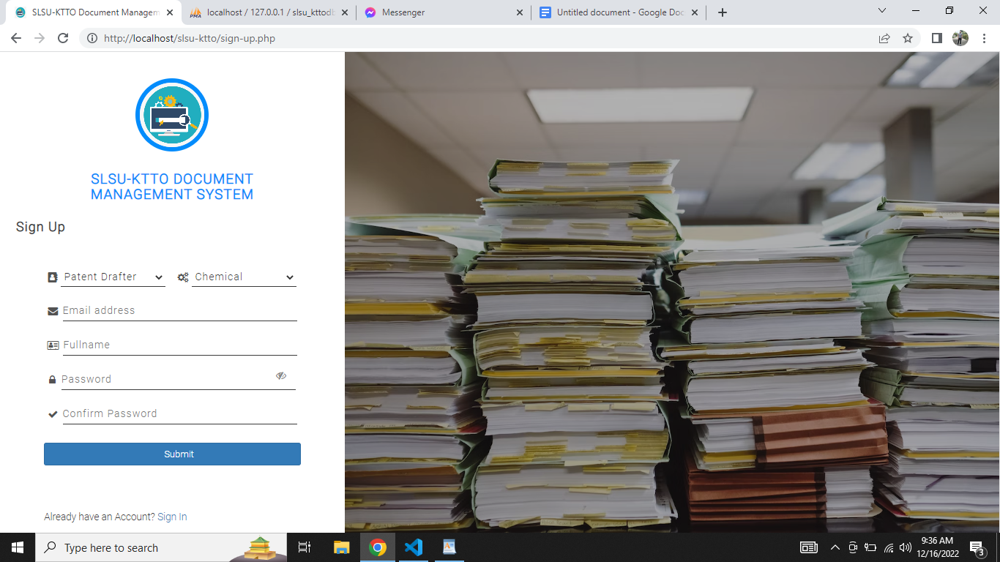 SLSU-KTTO Document Managem
localhost / 127.0.0.1 / slsu_kttodb
Messenger
Untitled document - Google Doc
http://localhost/slsu-ktto/sign-up.php
SLSU-KTTO DOCUMENT
MANAGEMENT SYSTEM
Sign Up
Patent Drafter
Chemical
Email address
Fullname
Password
Confirm Password
Submit
Already have an Account? Sign In
Type here to search
9:36 AM
12/16/2022
3